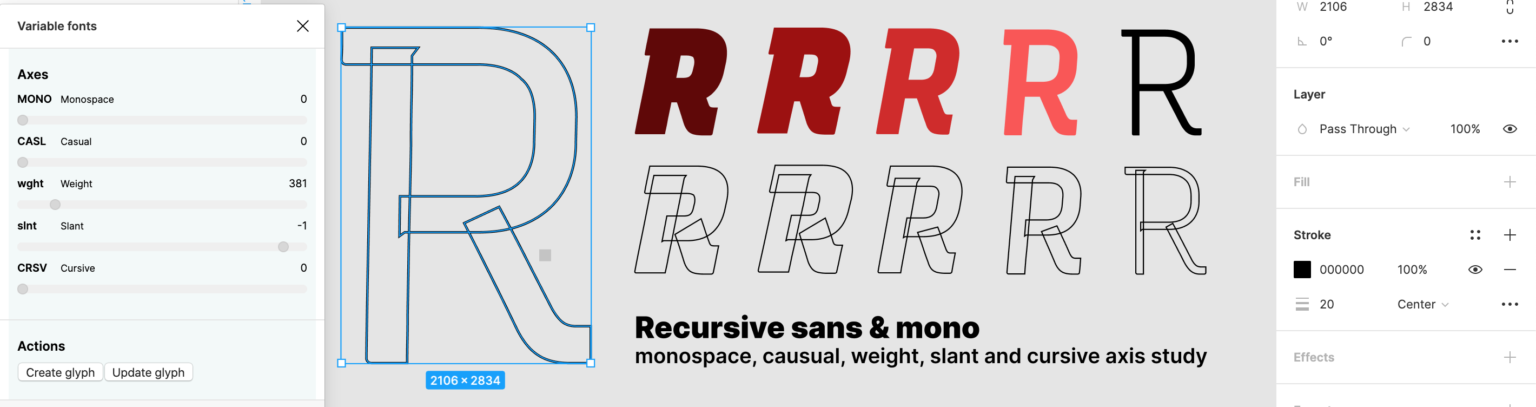 Variable fonts
Axes
MONO Monospace 0
CASL Casual 0
wght Weight 381
slnt Slant -1
CRSV Cursive 0
Actions
Create glyph Update glyph
R R R R R
R R R R R R
2106 × 2834
Recursive sans & mono
monospace, causual, weight, slant and cursive axis study
W 2106 H 2834
0° 0
Layer
Pass Through 100%
Fill
Stroke
000000 100%
20 Center
Effects